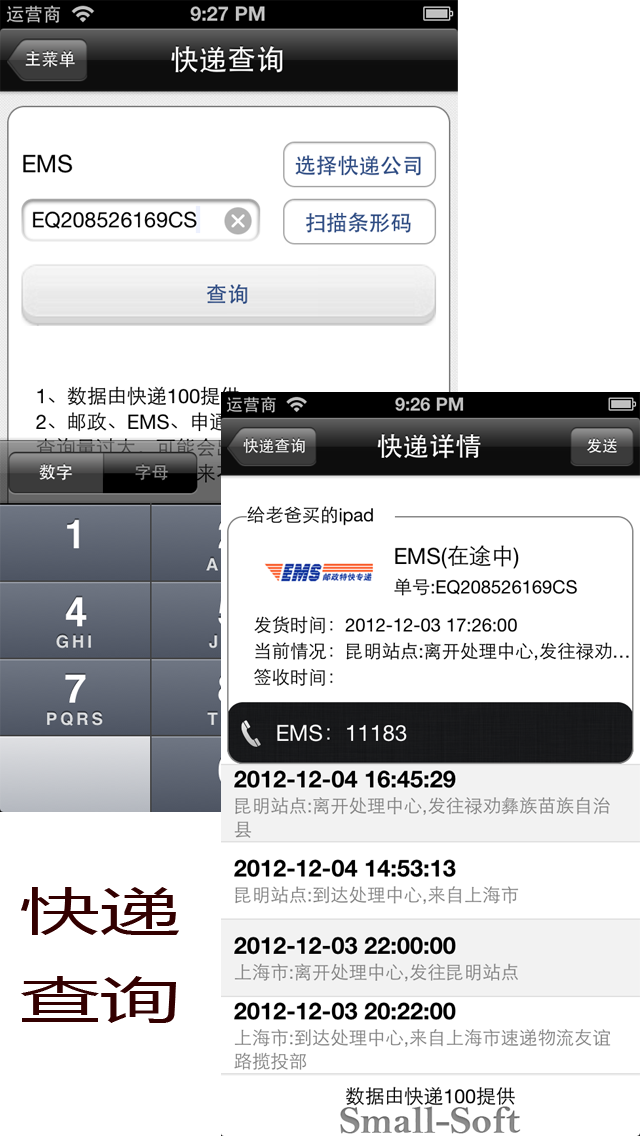 运营商
9:27 PM
主菜单
快递查询
EMS
选择快递公司
EQ208526169CS
扫描条形码
查询
1、数据由快递100提供
2、邮政、EMS、申通
查询量过大，可能会出
来不
数字
字母
1
A
4
GHI
J
7
PQRS
T
运营商
9:26 PM
快递查询
快递详情
发送
给老爸买的ipad
EMS邮政特快专递
EMS(在途中)
单号:EQ208526169CS
发货时间：2012-12-03 17:26:00
当前情况：昆明站点:离开处理中心,发往禄劝...
签收时间：
EMS：11183
2012-12-04 16:45:29
昆明站点:离开处理中心,发往禄劝彝族苗族自治
县
2012-12-04 14:53:13
昆明站点:到达处理中心,来自上海市
2012-12-03 22:00:00
上海市:离开处理中心,发往昆明站点
2012-12-03 20:22:00
上海市:到达处理中心,来自上海市速递物流友谊
路揽投部
数据由快递100提供
Small-Soft
快递
查询